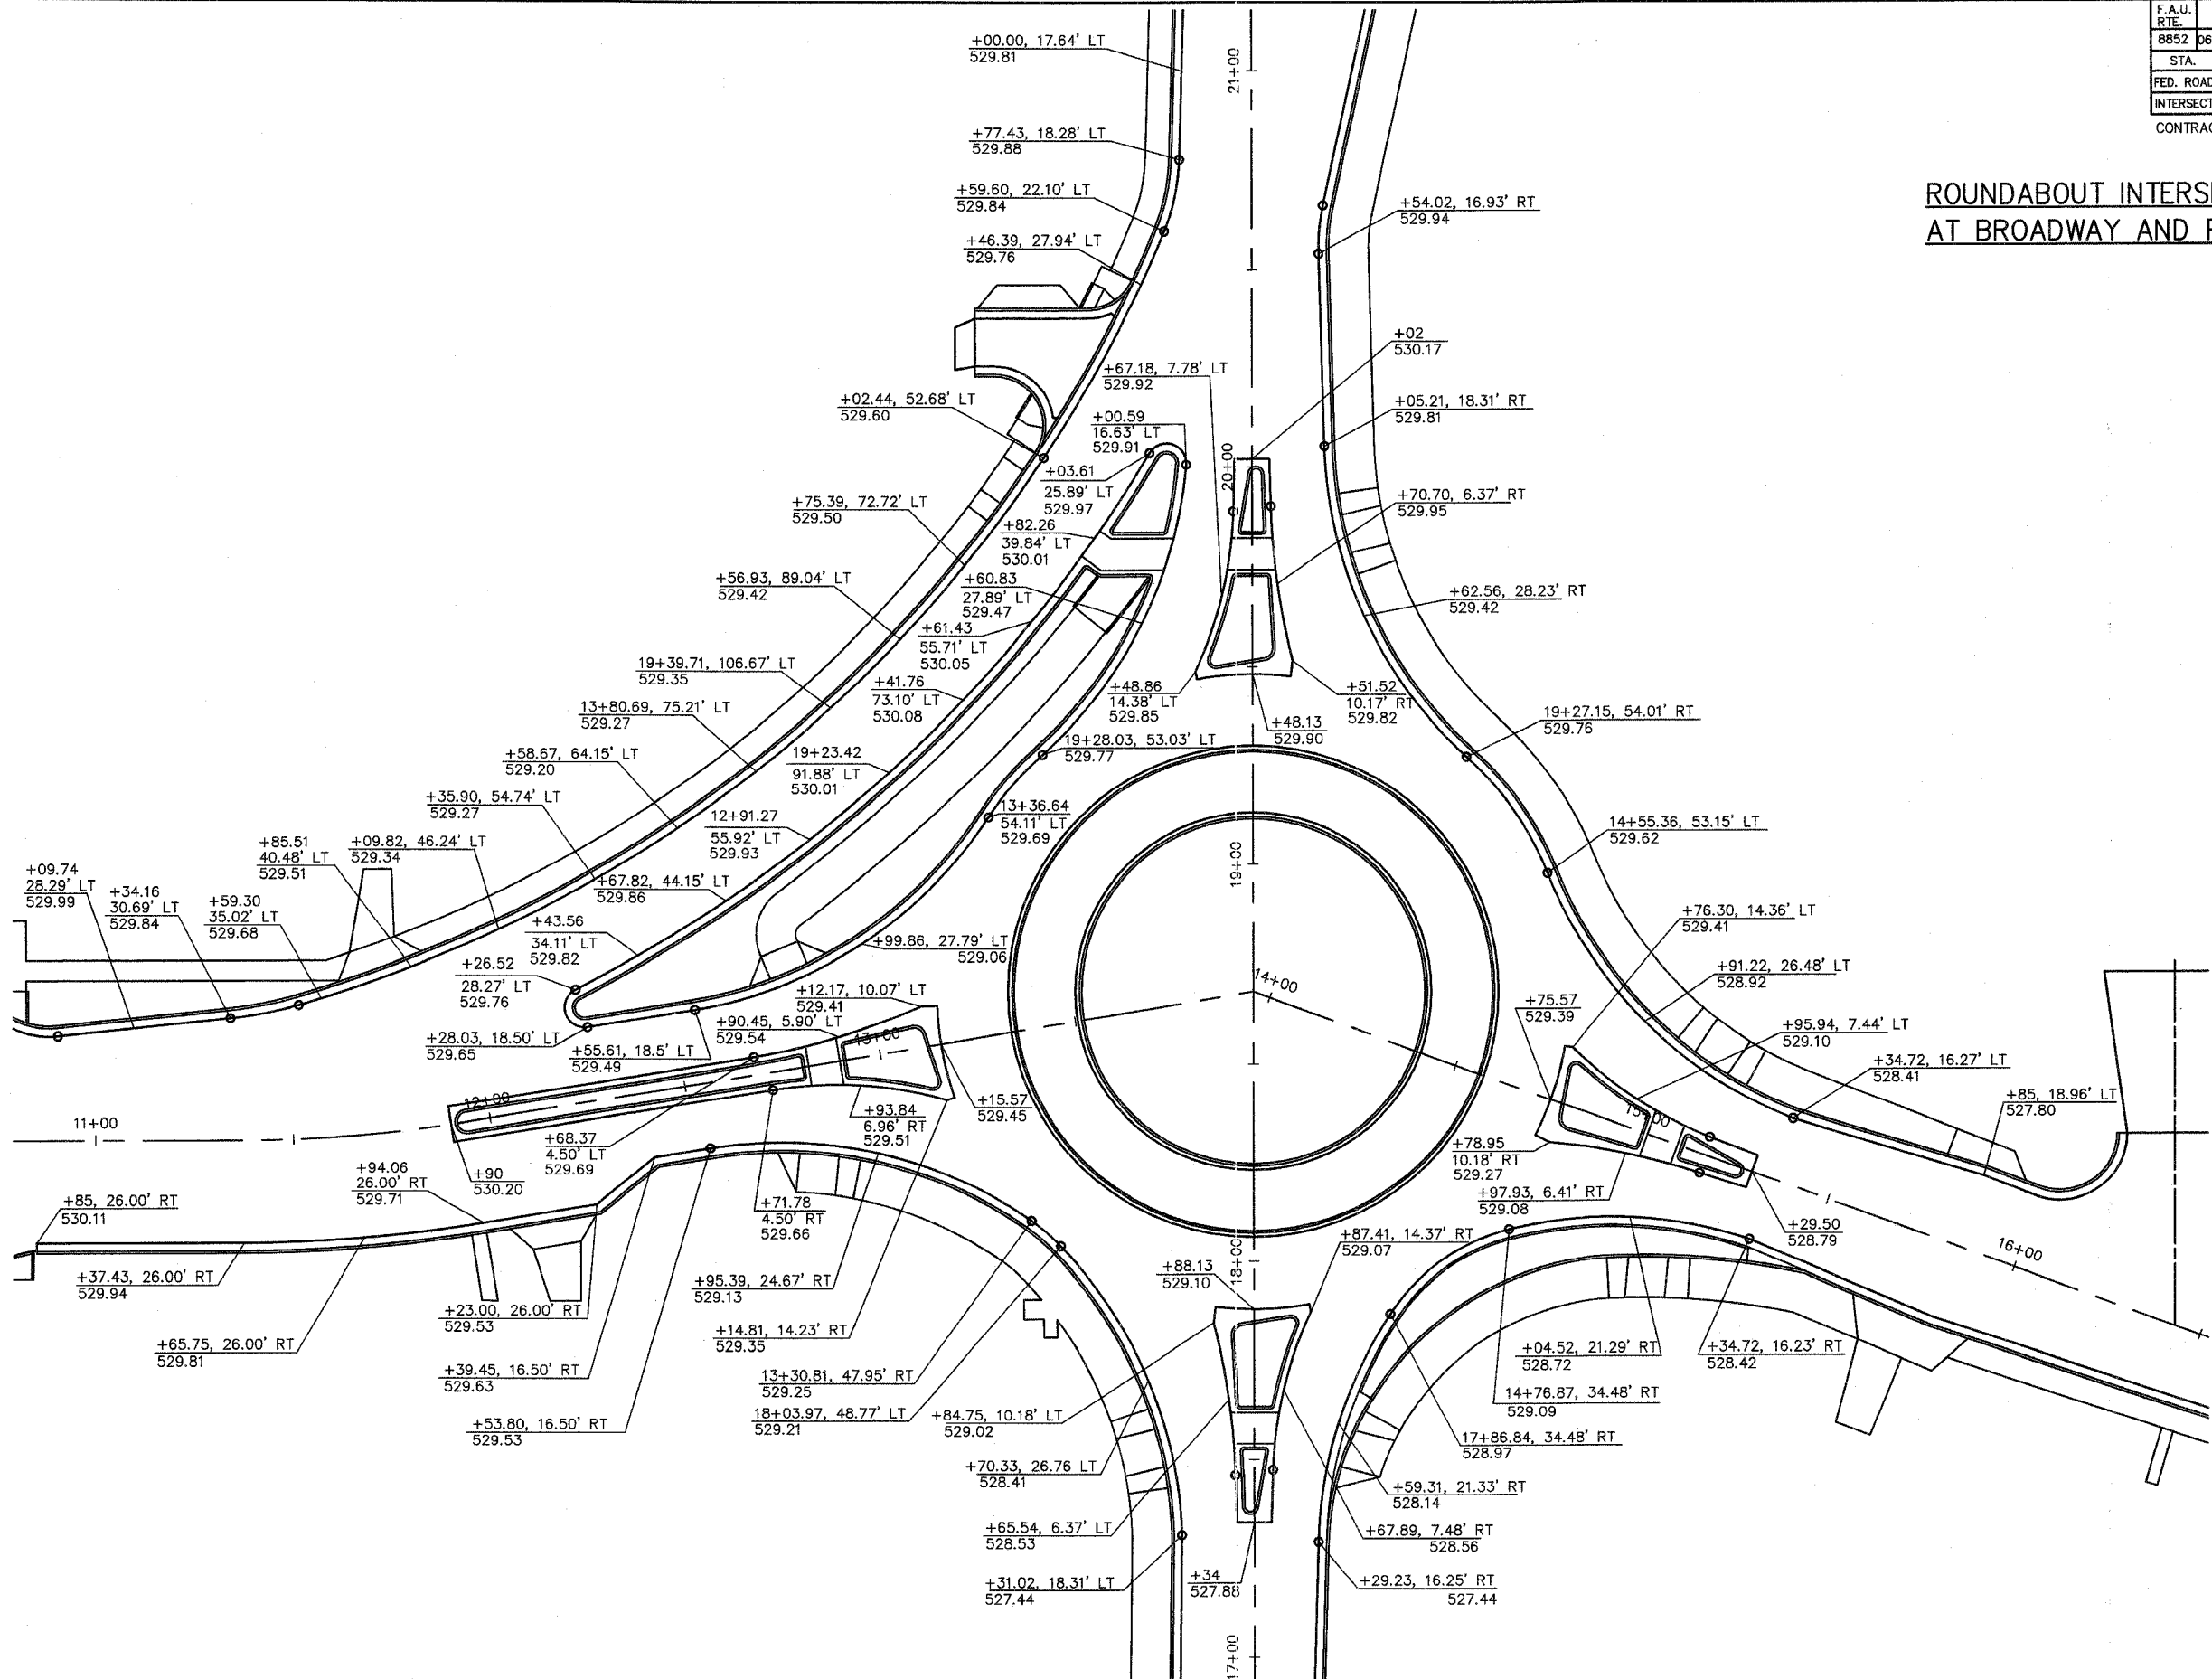 F.A.U.
RTE.
8852 06
STA.
FED. ROAD
INTERSECT
CONTRAC
ROUNDABOUT INTERS
AT BROADWAY AND
+00.00, 17.64' LT
529.81
21+00
+77.43, 18.28' LT
529.88
+59.60, 22.10' LT
529.84
+46.39, 27.94' LT
529.76
+54.02, 16.93' RT
529.94
+02
530.17
+67.18, 7.78' LT
529.92
+02.44, 52.68' LT
529.60
+05.21, 18.31' RT
529.81
+00.59
16.63' LT
529.91
20+00
+03.61
25.89' LT
529.97
+75.39, 72.72' LT
529.50
+70.70, 6.37' RT
529.95
+82.26
39.84' LT
530.01
+56.93, 89.04' LT
529.42
+60.83
27.89' LT
529.47
+62.56, 28.23' RT
529.42
+61.43
55.71' LT
530.05
19+39.71, 106.67' LT
529.35
+41.76
73.10' LT
530.08
+48.86
14.38' LT
529.85
+51.52
10.17' RT
529.82
13+80.69, 75.21' LT
529.27
19+27.15, 54.01' RT
529.76
+48.13
529.90
19+28.03, 53.03' LT
529.77
+58.67, 64.15' LT
529.20
19+23.42
91.88' LT
530.01
+35.90, 54.74' LT
529.27
13+36.64
54.11' LT
529.69
12+91.27
55.92' LT
529.93
14+55.36, 53.15' LT
529.62
+85.51
40.48' LT
529.51
+09.82, 46.24' LT
529.34
19+00
+09.74
28.29' LT
529.99
+34.16
30.69' LT
529.84
+59.30
35.02' LT
529.68
+67.82, 44.15' LT
529.86
+76.30, 14.36' LT
529.41
+43.56
34.11' LT
529.82
+99.86, 27.79' LT
529.06
+26.52
28.27' LT
529.76
+91.22, 26.48' LT
528.92
14+00
+12.17, 10.07' LT
529.41
+75.57
529.39
+28.03, 18.50' LT
529.65
+90.45, 5.90' LT
529.54
13+00
+95.94, 7.44' LT
529.10
+55.61, 18.5' LT
529.49
+34.72, 16.27' LT
528.41
+85, 18.96' LT
527.80
12+00
11+00
+15.57
529.45
+93.84
6.96' RT
529.51
15+00
+68.37
4.50' LT
529.69
+78.95
10.18' RT
529.27
+94.06
26.00' RT
529.71
+90
530.20
+85, 26.00' RT
530.11
+71.78
4.50' RT
529.66
+97.93, 6.41' RT
529.08
+29.50
528.79
+87.41, 14.37' RT
529.07
16+00
18+00
+37.43, 26.00' RT
529.94
+95.39, 24.67' RT
529.13
+88.13
529.10
+23.00, 26.00' RT
529.53
+65.75, 26.00' RT
529.81
+14.81, 14.23' RT
529.35
+04.52, 21.29' RT
528.72
+34.72, 16.23' RT
528.42
+39.45, 16.50' RT
529.63
13+30.81, 47.95' RT
529.25
14+76.87, 34.48' RT
529.09
+53.80, 16.50' RT
529.53
18+03.97, 48.77' LT
529.21
+84.75, 10.18' LT
529.02
17+86.84, 34.48' RT
528.97
+70.33, 26.76 LT
528.41
+59.31, 21.33' RT
528.14
+65.54, 6.37' LT
528.53
+67.89, 7.48' RT
528.56
+31.02, 18.31' LT
527.44
+34
527.88
+29.23, 16.25' RT
527.44
17+00